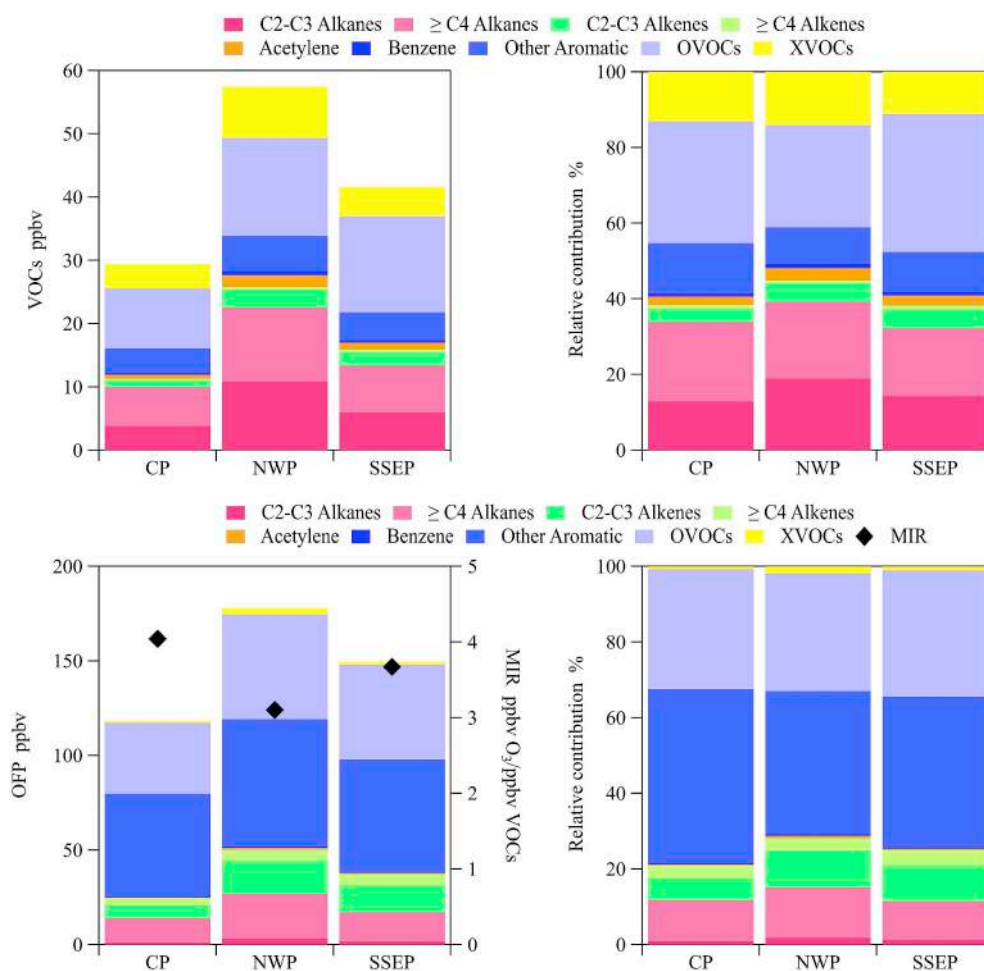 C2-C3 Alkanes ≥ C4 Alkanes C2-C3 Alkenes ≥ C4 Alkenes
Acetylene Benzene Other Aromatic OVOCs XVOCs
VOCs ppbv
60
50
40
30
20
10
0
CP NWP SSEP
Relative contribution %
100
80
60
40
20
0
CP NWP SSEP
C2-C3 Alkanes ≥ C4 Alkanes C2-C3 Alkenes ≥ C4 Alkenes
Acetylene Benzene Other Aromatic OVOCs XVOCs MIR
OFP ppbv
200
150
100
50
0
CP NWP SSEP
5
4
3
2
1
0
MIR ppbv O₃/ppbv VOCs
Relative contribution %
100
80
60
40
20
0
CP NWP SSEP